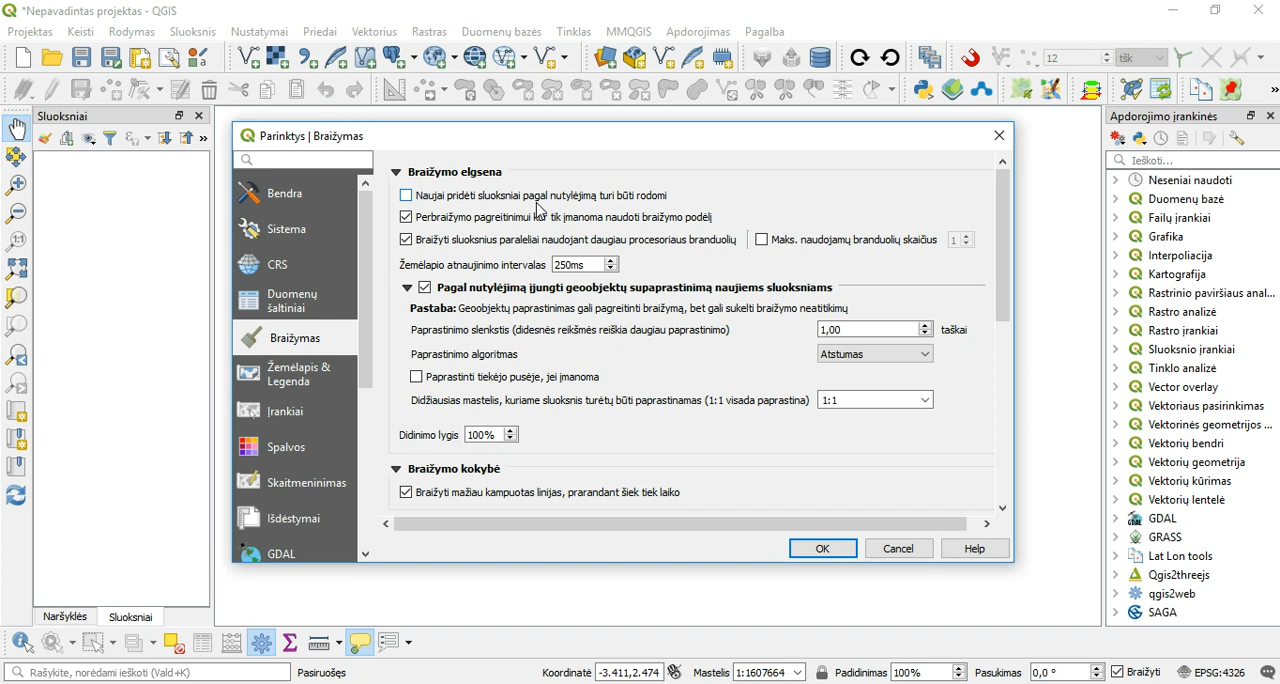 *Nepavadintas projektas - QGIS
Projektas Keisti Rodymas Sluoksnis Nustatymai Priedai Vektorius Rastras Duomenų bazės Tinklas MMQGIS Apdorojimas Pagalba
12 tšk
Sluoksniai
Parinktys | Braižymas
Bendra
Sistema
CRS
Duomenų šaltiniai
Braižymas
Žemėlapis & Legenda
Įrankiai
Spalvos
Skaitmeninimas
Išdėstymai
GDAL
Braižymo elgsena
Naujai pridėti sluoksniai pagal nutylėjimą turi būti rodomi
Perbraižymo pagreitinimui kur tik įmanoma naudoti braižymo podėlį
Braižyti sluoksnius paraleliai naudojant daugiau procesoriaus branduolių Maks. naudojamų branduolių skaičius 1
Žemėlapio atnaujinimo intervalas 250ms
Pagal nutylėjimą įjungti geoobjektų supaprastinimą naujiems sluoksniams
Pastaba: Geoobjektų paprastinimas gali pagreitinti braižymą, bet gali sukelti braižymo neatitikimų
Paprastinimo slenkstis (didesnės reikšmės reiškia daugiau paprastinimo) 1,00 taškai
Paprastinimo algoritmas Atstumas
Paprastinti tiekėjo pusėje, jei įmanoma
Didžiausias mastelis, kuriame sluoksnis turėtų būti paprastinamas (1:1 visada paprastina) 1:1
Didinimo lygis 100%
Braižymo kokybė
Braižyti mažiau kampuotas linijas, prarandant šiek tiek laiko
OK Cancel Help
Apdorojimo įrankinės
Ieškoti...
Neseniai naudoti
Duomenų bazė
Failų įrankiai
Grafika
Interpoliacija
Kartografija
Rastrinio paviršiaus anal...
Rastro analizė
Rastro įrankiai
Sluoksnio įrankiai
Tinklo analizė
Vector overlay
Vektoriaus pasirinkimas
Vektorinės geometrijos ...
Vektorių bendri
Vektorių geometrija
Vektorių kūrimas
Vektorių lentelė
GDAL
GRASS
Lat Lon tools
Qgis2threejs
qgis2web
SAGA
Naršyklės Sluoksniai
Rašykite, norėdami ieškoti (Vald+K) Pasiruošęs Koordinatė -3.411,2.474 Mastelis 1:1607664 Padidinimas 100% Pasukimas 0,0 ° Braižyti EPSG:4326